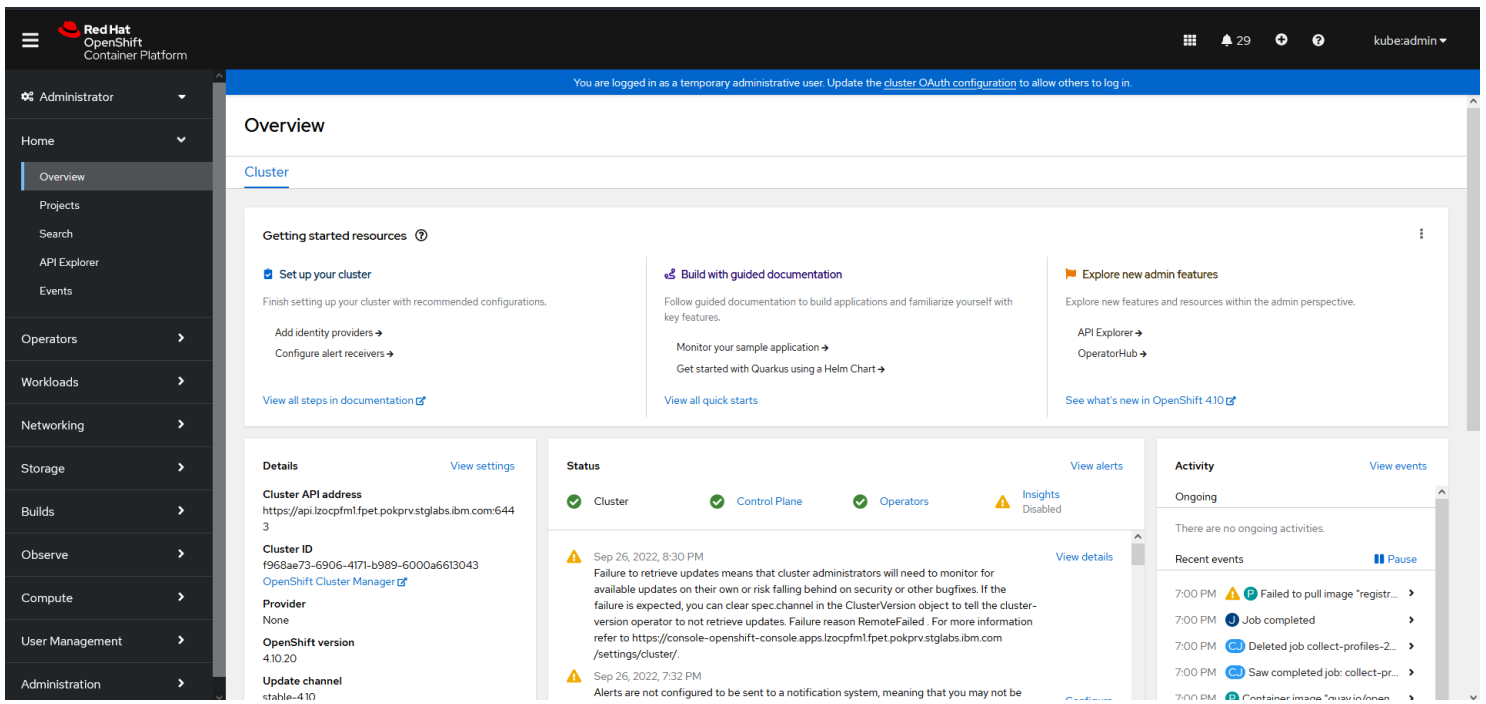 Red Hat
OpenShift
Container Platform
29
kube:admin
You are logged in as a temporary administrative user. Update the cluster OAuth configuration to allow others to log in.
Administrator
Home
Overview
Projects
Search
API Explorer
Events
Operators
Workloads
Networking
Storage
Builds
Observe
Compute
User Management
Administration
Overview
Cluster
Getting started resources
Set up your cluster
Finish setting up your cluster with recommended configurations.
Add identity providers
Configure alert receivers
View all steps in documentation
Build with guided documentation
Follow guided documentation to build applications and familiarize yourself with
key features.
Monitor your sample application
Get started with Quarkus using a Helm Chart
View all quick starts
Explore new admin features
Explore new features and resources within the admin perspective.
API Explorer
OperatorHub
See what's new in OpenShift 4.10
Details
View settings
Cluster API address
https://api.lzocpfm1.fpet.pokprv.stglabs.ibm.com:644
3
Cluster ID
f968ae73-6906-4171-b989-6000a6613043
OpenShift Cluster Manager
Provider
None
OpenShift version
4.10.20
Update channel
stable-4.10
Status
View alerts
Cluster
Control Plane
Operators
Insights
Disabled
Sep 26, 2022, 8:30 PM
View details
Failure to retrieve updates means that cluster administrators will need to monitor for
available updates on their own or risk falling behind on security or other bugfixes. If the
failure is expected, you can clear spec.channel in the ClusterVersion object to tell the cluster-
version operator to not retrieve updates. Failure reason RemoteFailed . For more information
refer to https://console-openshift-console.apps.lzocpfm1.fpet.pokprv.stglabs.ibm.com
/settings/cluster/.
Sep 26, 2022, 7:32 PM
Alerts are not configured to be sent to a notification system, meaning that you may not be
Configure
Activity
View events
Ongoing
There are no ongoing activities.
Recent events
Pause
7:00 PM P Failed to pull image "registr...
7:00 PM J Job completed
7:00 PM CJ Deleted job collect-profiles-2...
7:00 PM CJ Saw completed job: collect-pr...
7:00 PM P Container image "quay.io/open